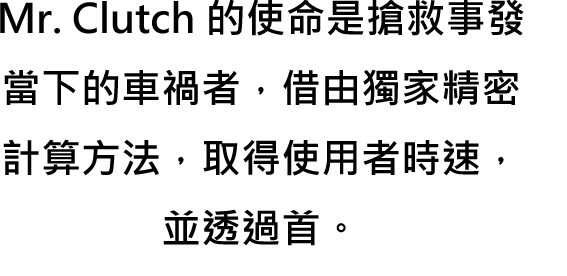 Mr. Clutch 的使命是搶救事發
當下的車禍者，借由獨家精密
計算方法，取得使用者時速，
並透過首。